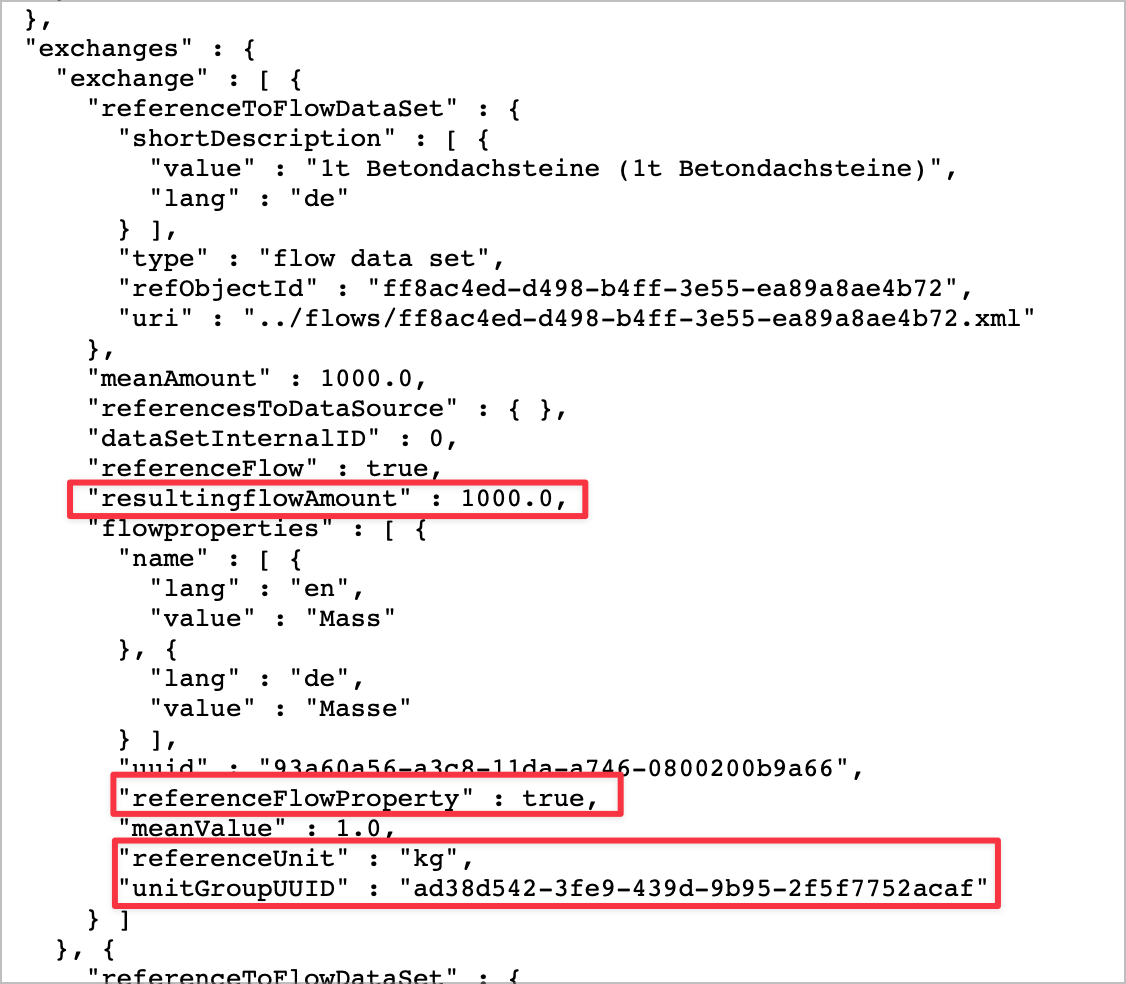 },
"exchanges" : {
"exchange" : [ {
"referenceToFlowDataSet" : {
"shortDescription" : [ {
"value" : "1t Betondachsteine (1t Betondachsteine)",
"lang" : "de"
} ],
"type" : "flow data set",
"refObjectId" : "ff8ac4ed-d498-b4ff-3e55-ea89a8ae4b72",
"uri" : "../flows/ff8ac4ed-d498-b4ff-3e55-ea89a8ae4b72.xml"
},
"meanAmount" : 1000.0,
"referencesToDataSource" : { },
"dataSetInternalID" : 0,
"referenceFlow" : true,
"resultingflowAmount" : 1000.0,
"flowproperties" : [ {
"name" : [ {
"lang" : "en",
"value" : "Mass"
}, {
"lang" : "de",
"value" : "Masse"
} ],
"uuid" : "93a60a56-a3c8-11da-a746-0800200b9a66",
"referenceFlowProperty" : true,
"meanValue" : 1.0,
"referenceUnit" : "kg",
"unitGroupUUID" : "ad38d542-3fe9-439d-9b95-2f5f7752acaf"
} ]
}, {
"referenceToFlowDataSet" : {